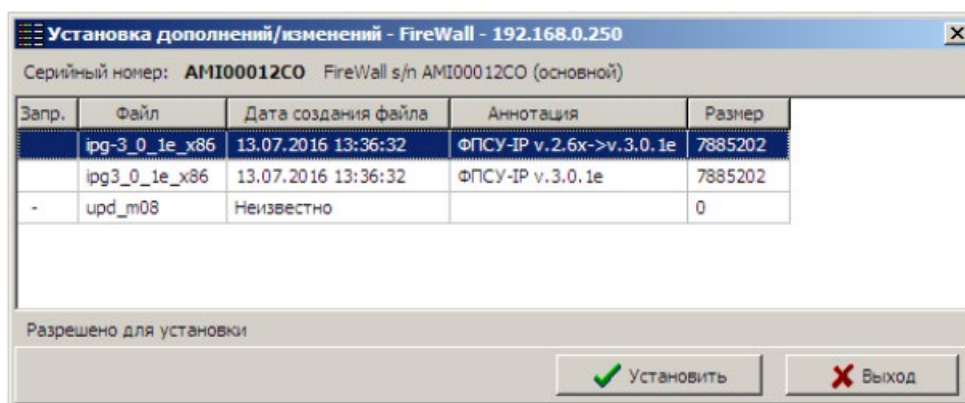 Установка дополнений/изменений - FireWall - 192.168.0.250
Серийный номер: AMI00012CO FireWall s/n AMI00012CO (основной)
Запр. Файл Дата создания файла Аннотация Размер
ipg-3_0_1e_x86 13.07.2016 13:36:32 ФПСУ-IP v.2.6x->v.3.0.1e 7885202
ipg3_0_1e_x86 13.07.2016 13:36:32 ФПСУ-IP v.3.0.1e 7885202
- upd_m08 Неизвестно 0
Разрешено для установки
Установить Выход